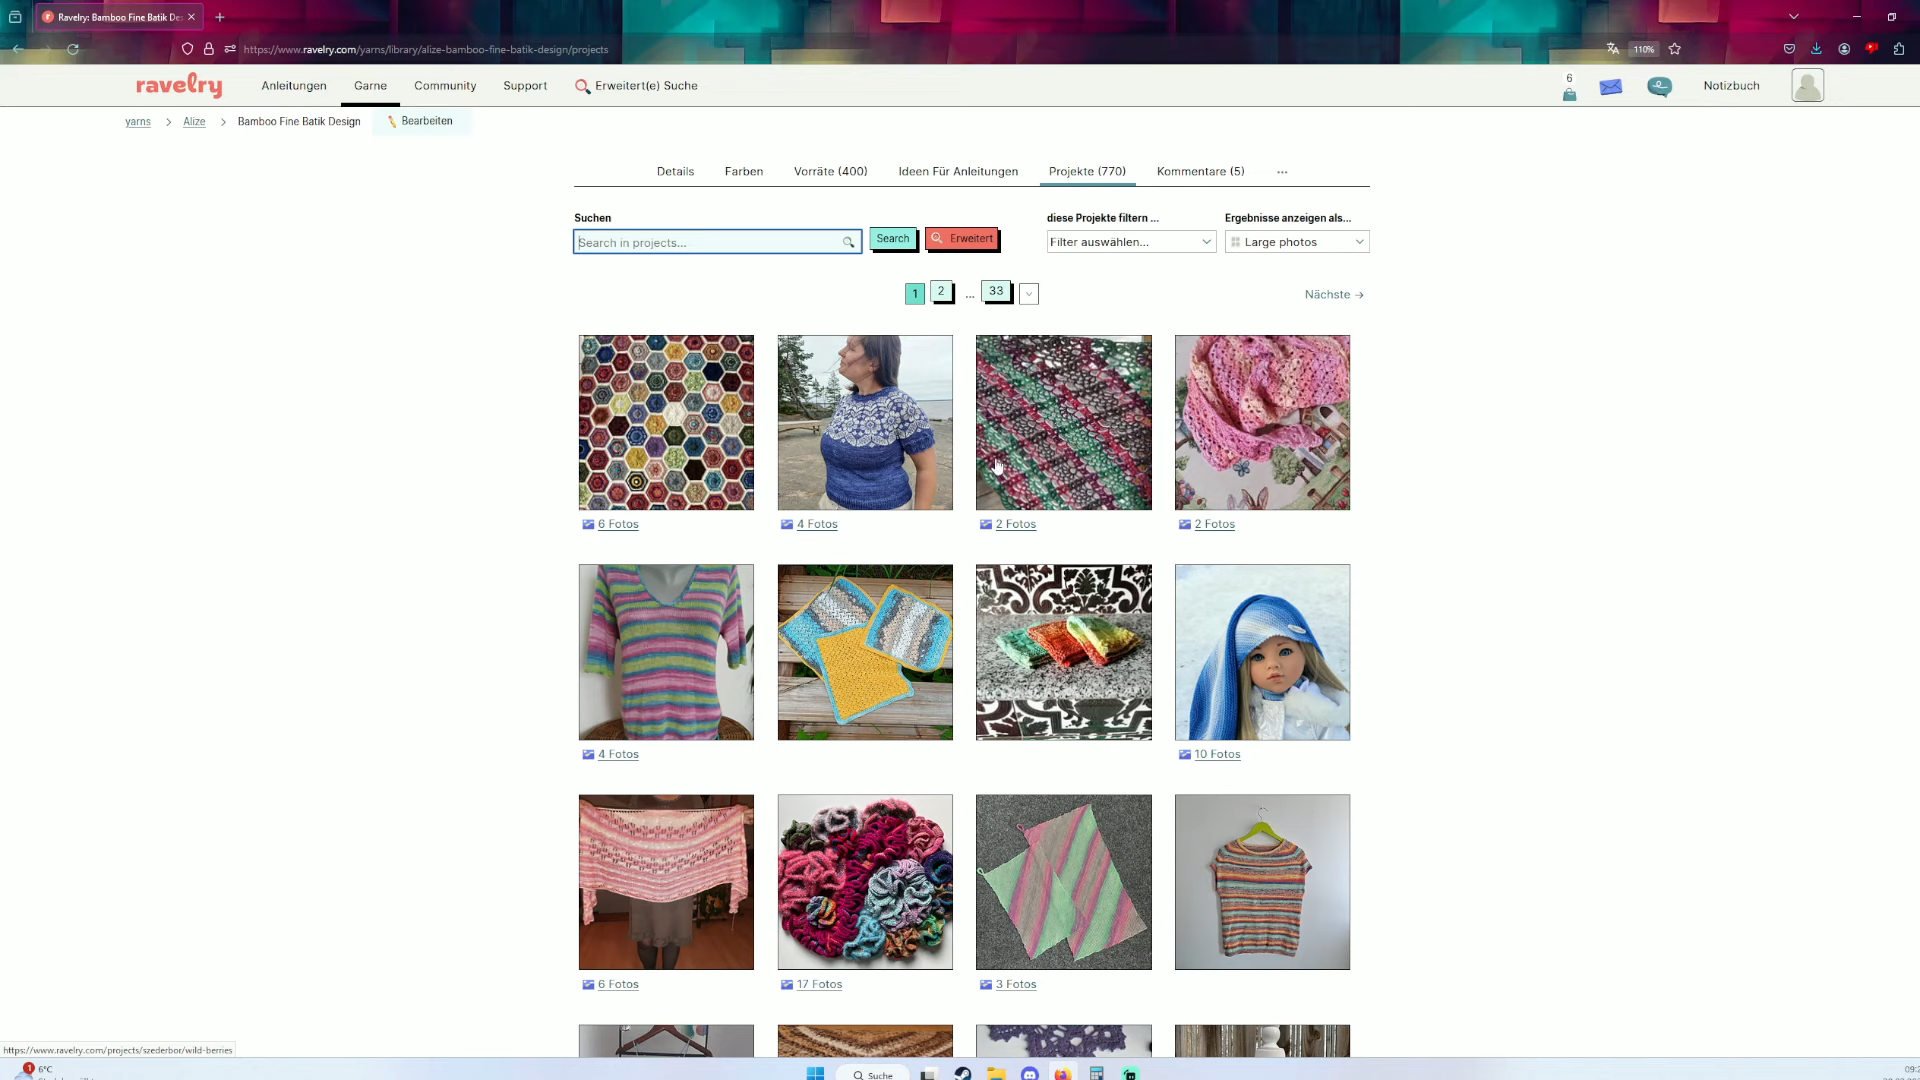 Ravelry: Bamboo Fine Batik De
https://www.ravelry.com/yarns/library/alize-bamboo-fine-batik-design/projects
110%
ravelry
Anleitungen
Garne
Community
Support
Erweitert(e) Suche
6
Notizbuch
yarns > Alize > Bamboo Fine Batik Design
Bearbeiten
Details
Farben
Vorräte (400)
Ideen Für Anleitungen
Projekte (770)
Kommentare (5)
...
Suchen
diese Projekte filtern ...
Ergebnisse anzeigen als...
Search in projects...
Search
Erweitert
Filter auswählen...
Large photos
1 2 ... 33
Nächste →
6 Fotos
4 Fotos
2 Fotos
2 Fotos
4 Fotos
10 Fotos
6 Fotos
17 Fotos
3 Fotos
https://www.ravelry.com/projects/szederbor/wild-berries
1
6°C
Suche